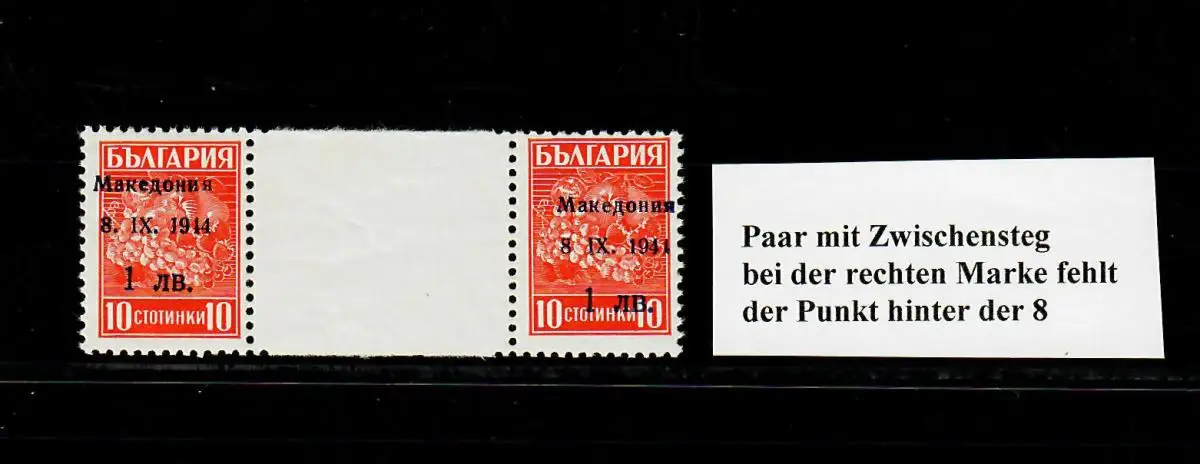 БЪЛГАРИЯ
Македония
8. IX. 1944
1 лв.
10 СТОТИНКИ 10
БЪЛГАРИЯ
Македония
8 IX. 1944
1 лв.
10 СТОТИНКИ 10
Paar mit Zwischensteg
bei der rechten Marke fehlt
der Punkt hinter der 8